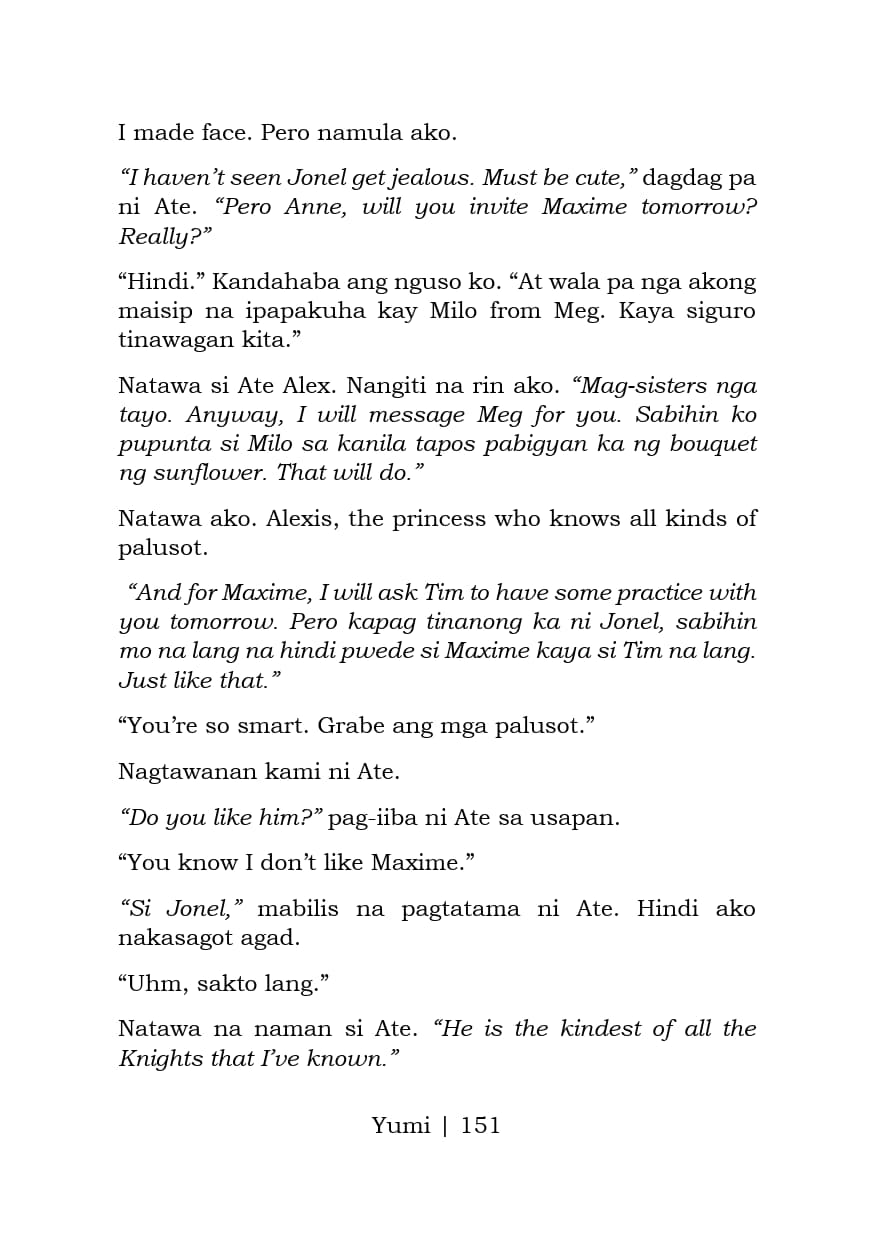 I made face. Pero namula ako.
“I haven’t seen Jonel get jealous. Must be cute,” dagdag pa
ni Ate. “Pero Anne, will you invite Maxime tomorrow?
Really?”
“Hindi.” Kandahaba ang nguso ko. “At wala pa nga akong
maisip na ipapakuha kay Milo from Meg. Kaya siguro
tinawagan kita.”
Natawa si Ate Alex. Nangiti na rin ako. “Mag-sisters nga
tayo. Anyway, I will message Meg for you. Sabihin ko
pupunta si Milo sa kanila tapos pabigyan ka ng bouquet
ng sunflower. That will do.”
Natawa ako. Alexis, the princess who knows all kinds of
palusot.
“And for Maxime, I will ask Tim to have some practice with
you tomorrow. Pero kapag tinanong ka ni Jonel, sabihin
mo na lang na hindi pwede si Maxime kaya si Tim na lang.
Just like that.”
“You’re so smart. Grabe ang mga palusot.”
Nagtawanan kami ni Ate.
“Do you like him?” pag-iiba ni Ate sa usapan.
“You know I don’t like Maxime.”
“Si Jonel,” mabilis na pagtatama ni Ate. Hindi ako
nakasagot agad.
“Uhm, sakto lang.”
Natawa na naman si Ate. “He is the kindest of all the
Knights that I’ve known.”
Yumi | 151